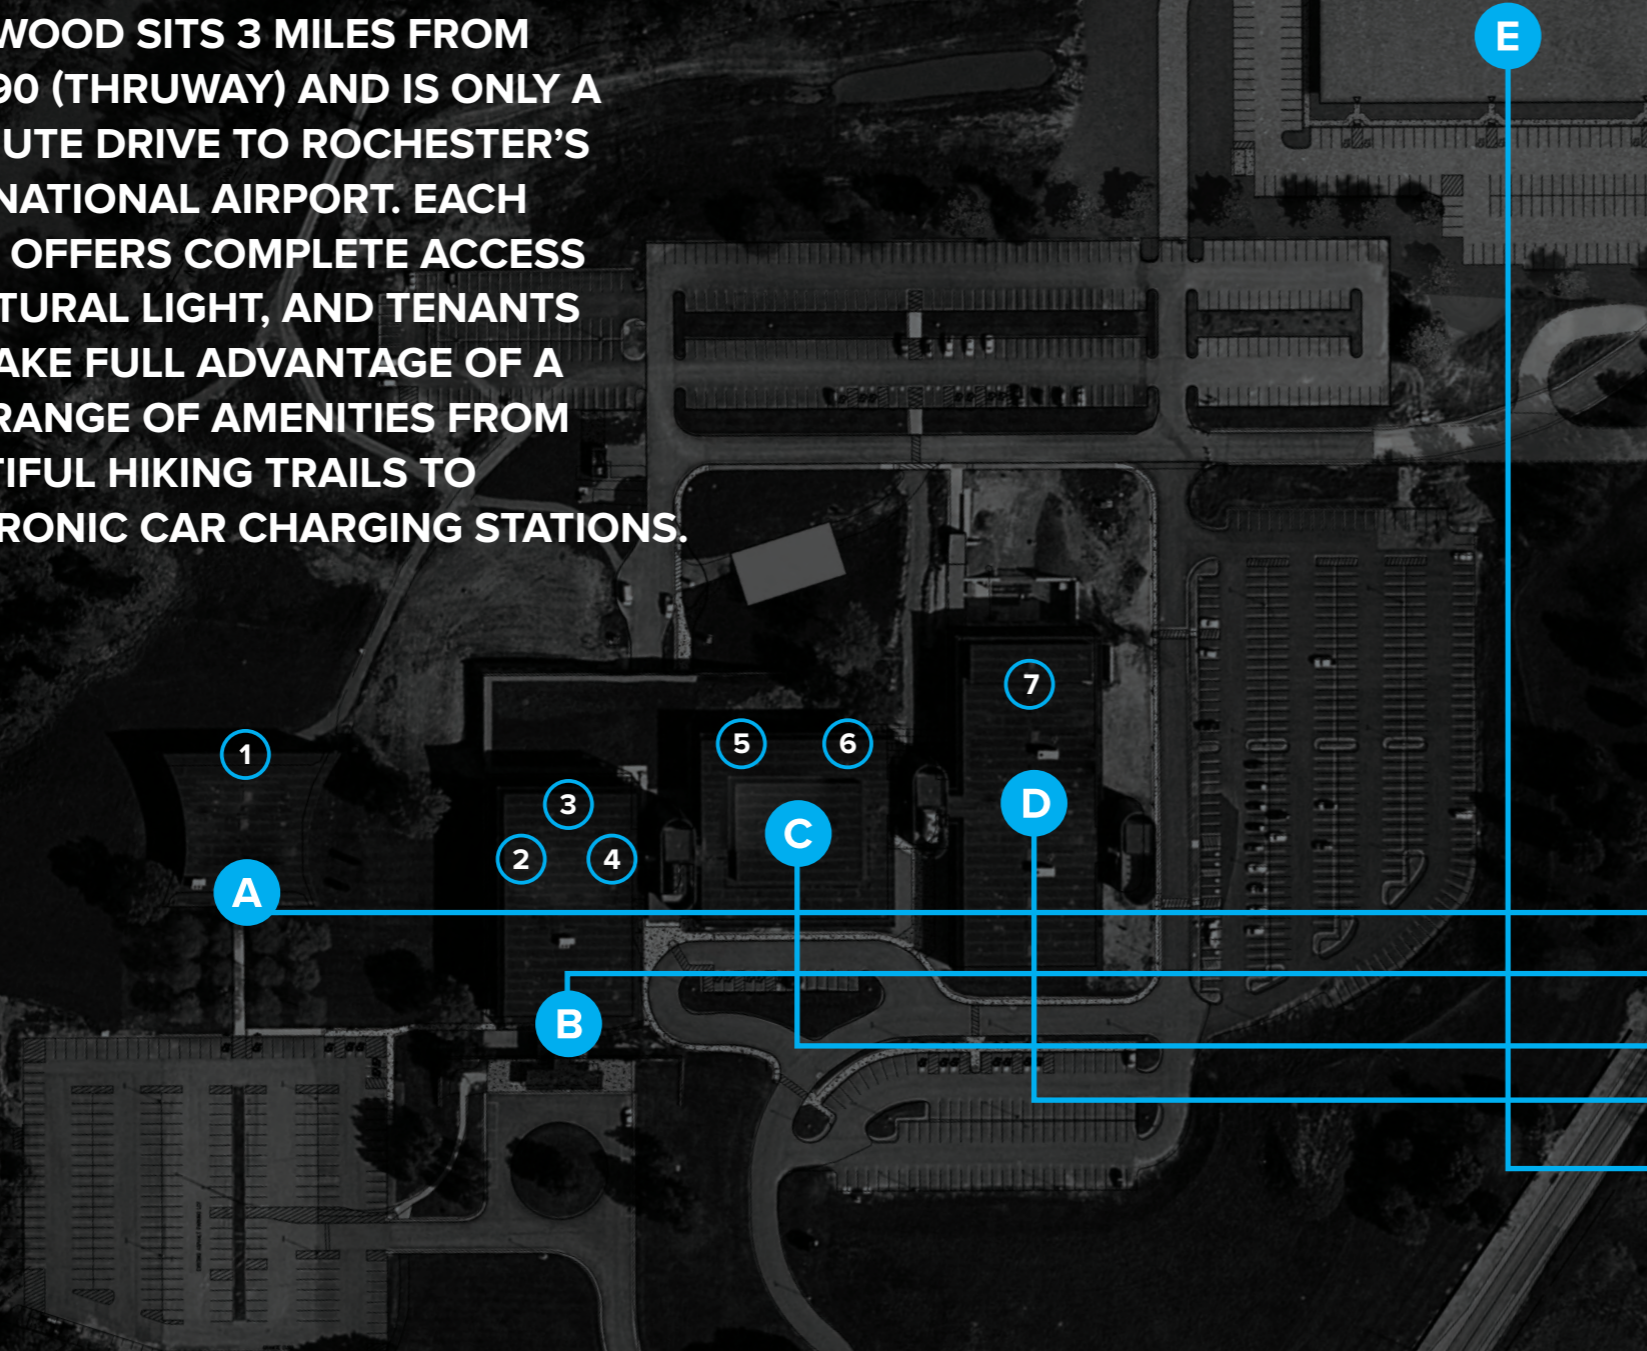 WOOD SITS 3 MILES FROM
90 (THRUWAY) AND IS ONLY A
UTE DRIVE TO ROCHESTER’S
NATIONAL AIRPORT. EACH
OFFERS COMPLETE ACCESS
TURAL LIGHT, AND TENANTS
AKE FULL ADVANTAGE OF A
RANGE OF AMENITIES FROM
TIFUL HIKING TRAILS TO
RONIC CAR CHARGING STATIONS.
E
7
1
5
6
3
D
C
2
4
A
B